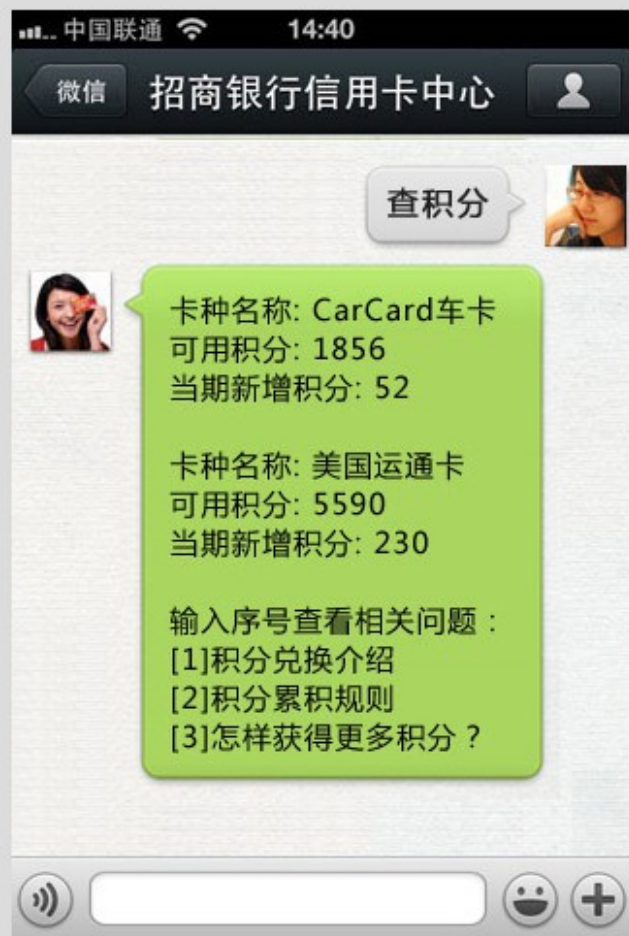 中国联通 14:40
微信 招商银行信用卡中心
查积分
卡种名称: CarCard车卡
可用积分: 1856
当期新增积分: 52
卡种名称: 美国运通卡
可用积分: 5590
当期新增积分: 230
输入序号查看相关问题：
[1]积分兑换介绍
[2]积分累积规则
[3]怎样获得更多积分？